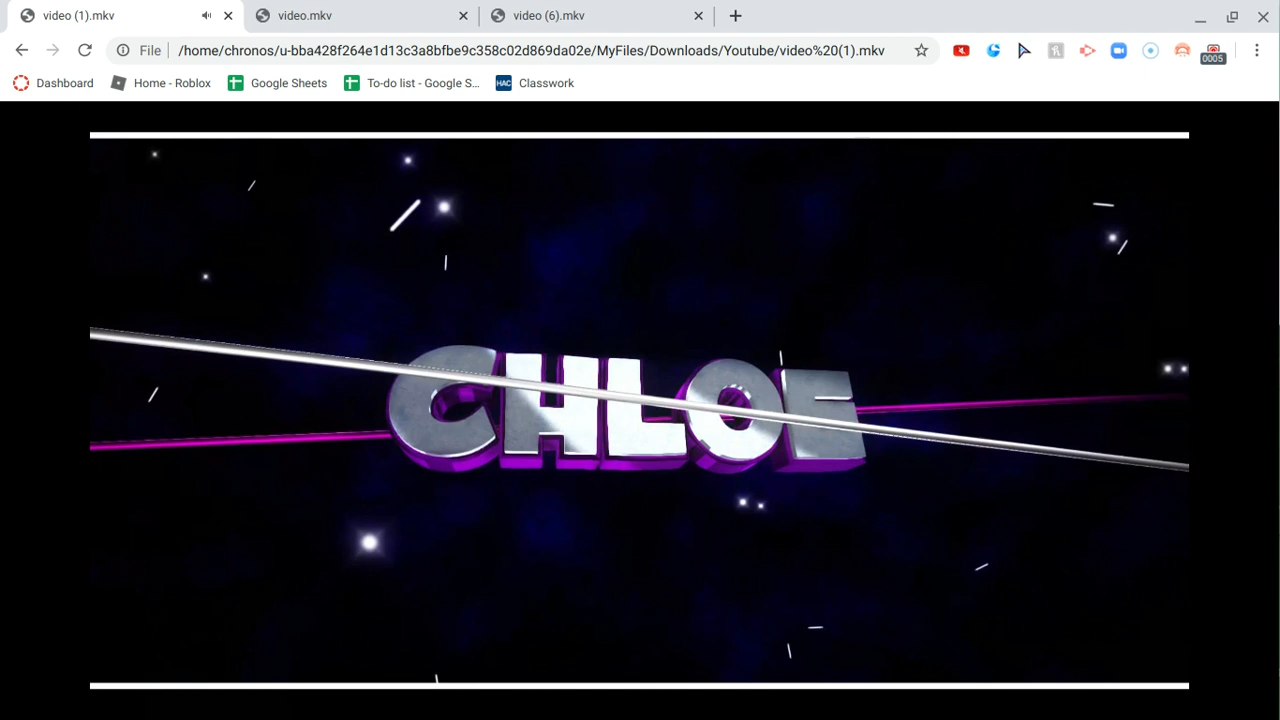 video (1).mkv
video.mkv
video (6).mkv
File
/home/chronos/u-bba428f264e1d13c3a8bfbe9c358c02d869da02e/MyFiles/Downloads/Youtube/video%20(1).mkv
0005
Dashboard
Home - Roblox
Google Sheets
To-do list - Google S...
HAC
Classwork
CHLOE